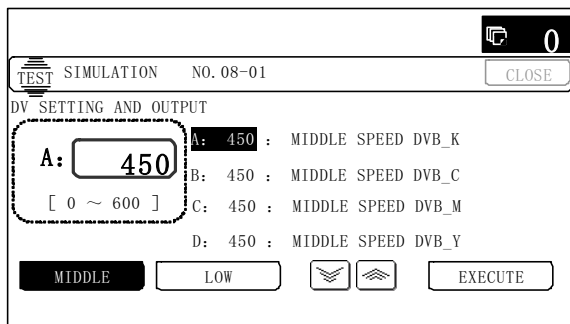 0
TEST SIMULATION NO. 08-01 CLOSE
DV SETTING AND OUTPUT
A: 450
[ 0 ～ 600 ]
A: 450 : MIDDLE SPEED DVB_K
B: 450 : MIDDLE SPEED DVB_C
C: 450 : MIDDLE SPEED DVB_M
D: 450 : MIDDLE SPEED DVB_Y
MIDDLE LOW EXECUTE